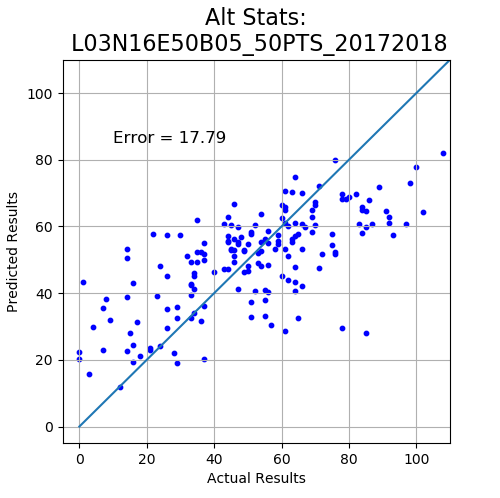 Alt Stats:
L03N16E50B05_50PTS_20172018
Error = 17.79
Predicted Results
100
80
60
40
20
0
0 20 40 60 80 100
Actual Results